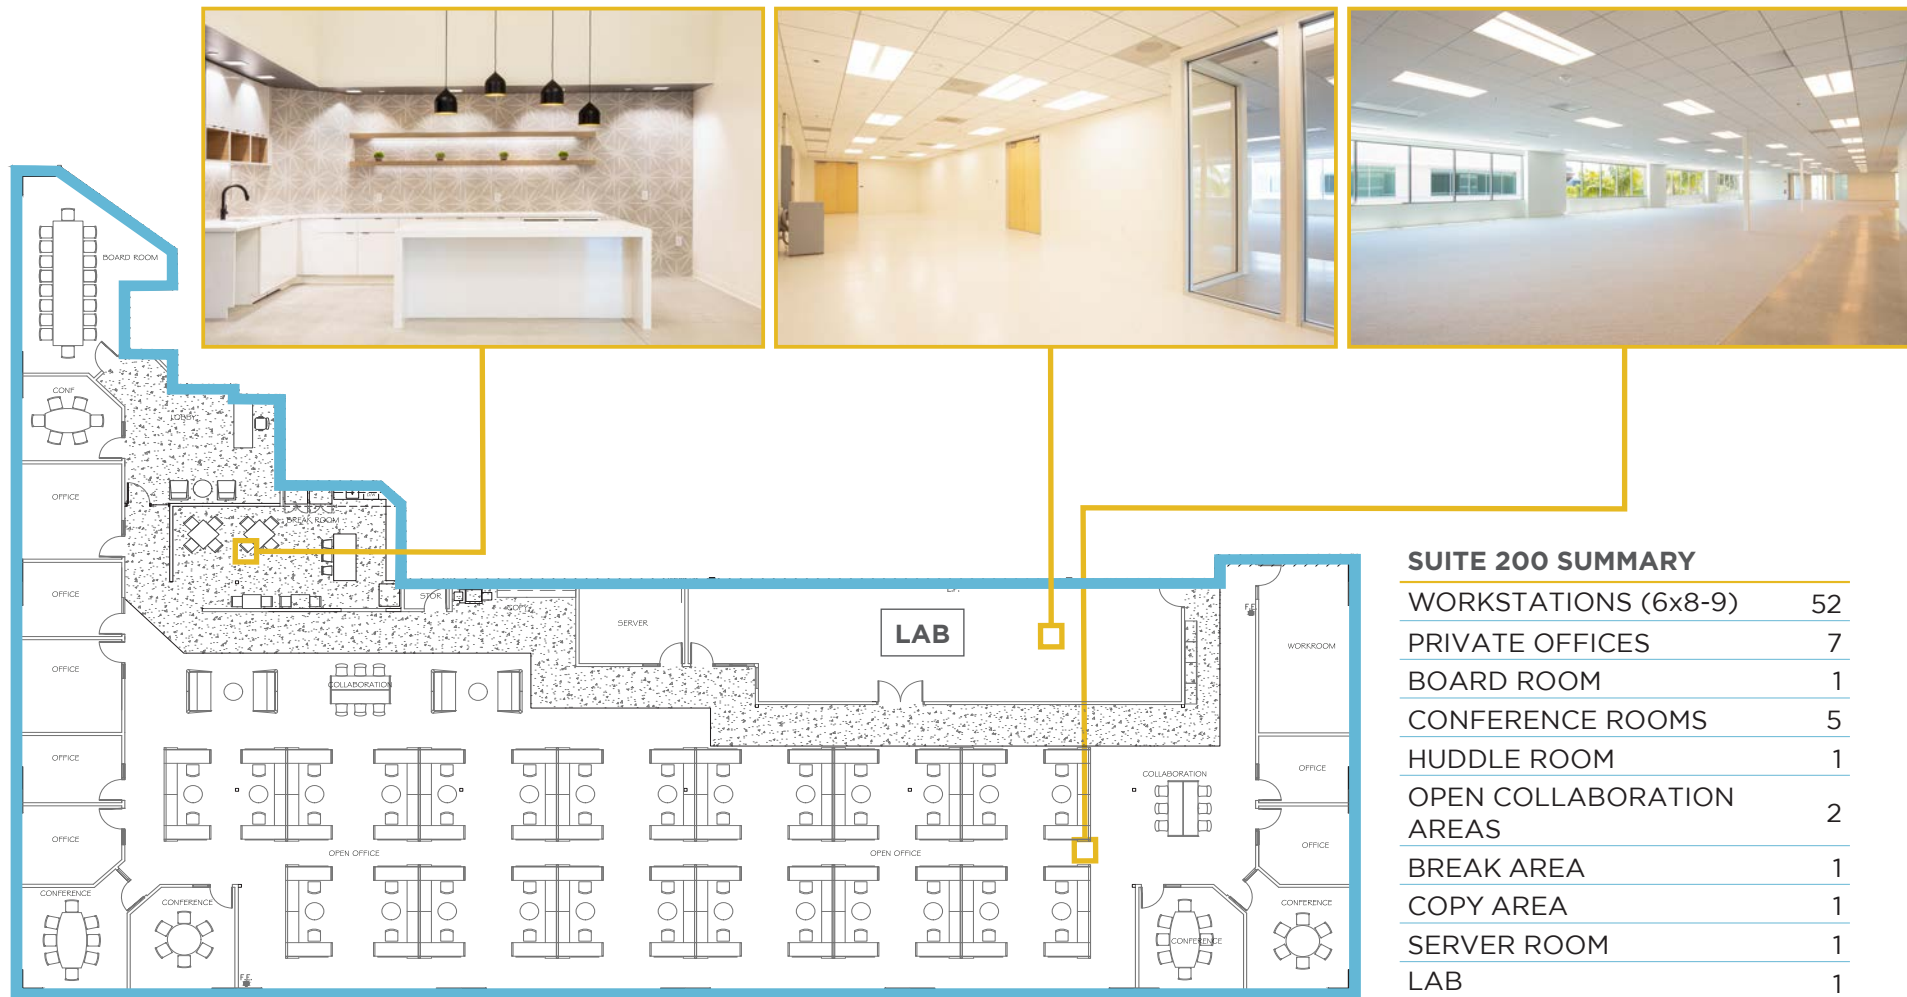 BOARD ROOM
CONF
LOBBY
OFFICE
BREAK ROOM
OFFICE
STOR
COPY
SERVER
LAB
F.E.
WORKROOM
OFFICE
COLLABORATION
OFFICE
COLLABORATION
OFFICE
OFFICE
OFFICE
OPEN OFFICE
OPEN OFFICE
OFFICE
CONFERENCE
CONFERENCE
CONFERENCE
CONFERENCE
F.E.
SUITE 200 SUMMARY
WORKSTATIONS (6x8-9) 52
PRIVATE OFFICES 7
BOARD ROOM 1
CONFERENCE ROOMS 5
HUDDLE ROOM 1
OPEN COLLABORATION
AREAS 2
BREAK AREA 1
COPY AREA 1
SERVER ROOM 1
LAB 1